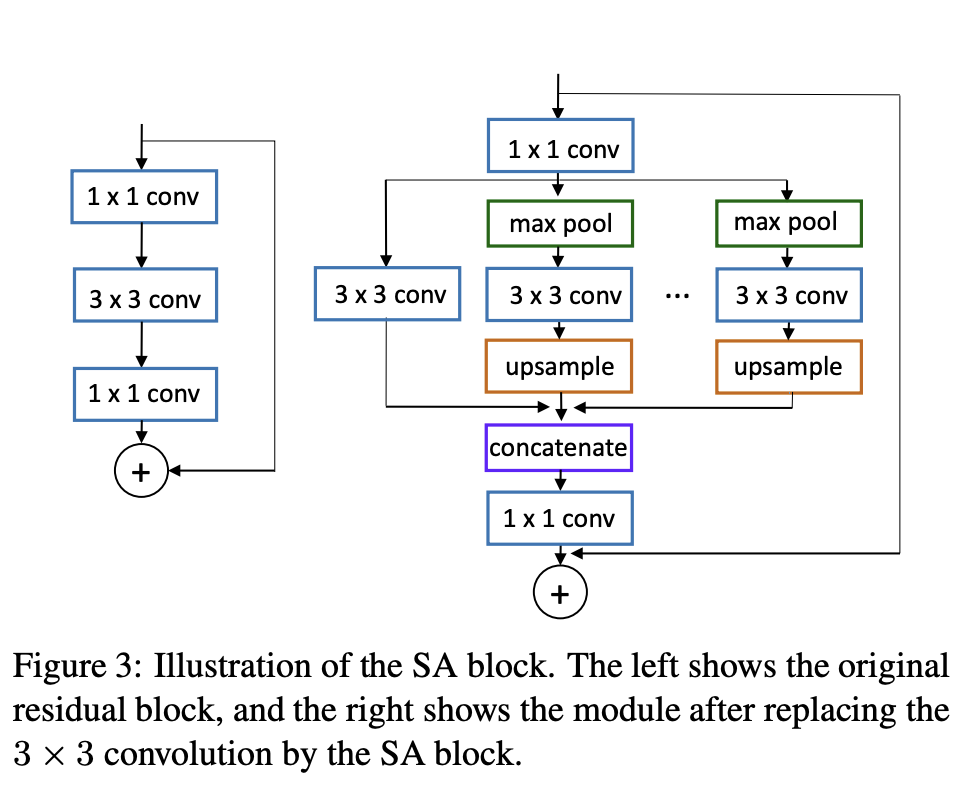 1 x 1 conv
3 x 3 conv
1 x 1 conv
+
1 x 1 conv
max pool
max pool
3 x 3 conv
3 x 3 conv
...
3 x 3 conv
upsample
upsample
concatenate
1 x 1 conv
+
Figure 3: Illustration of the SA block. The left shows the original
residual block, and the right shows the module after replacing the
3 × 3 convolution by the SA block.